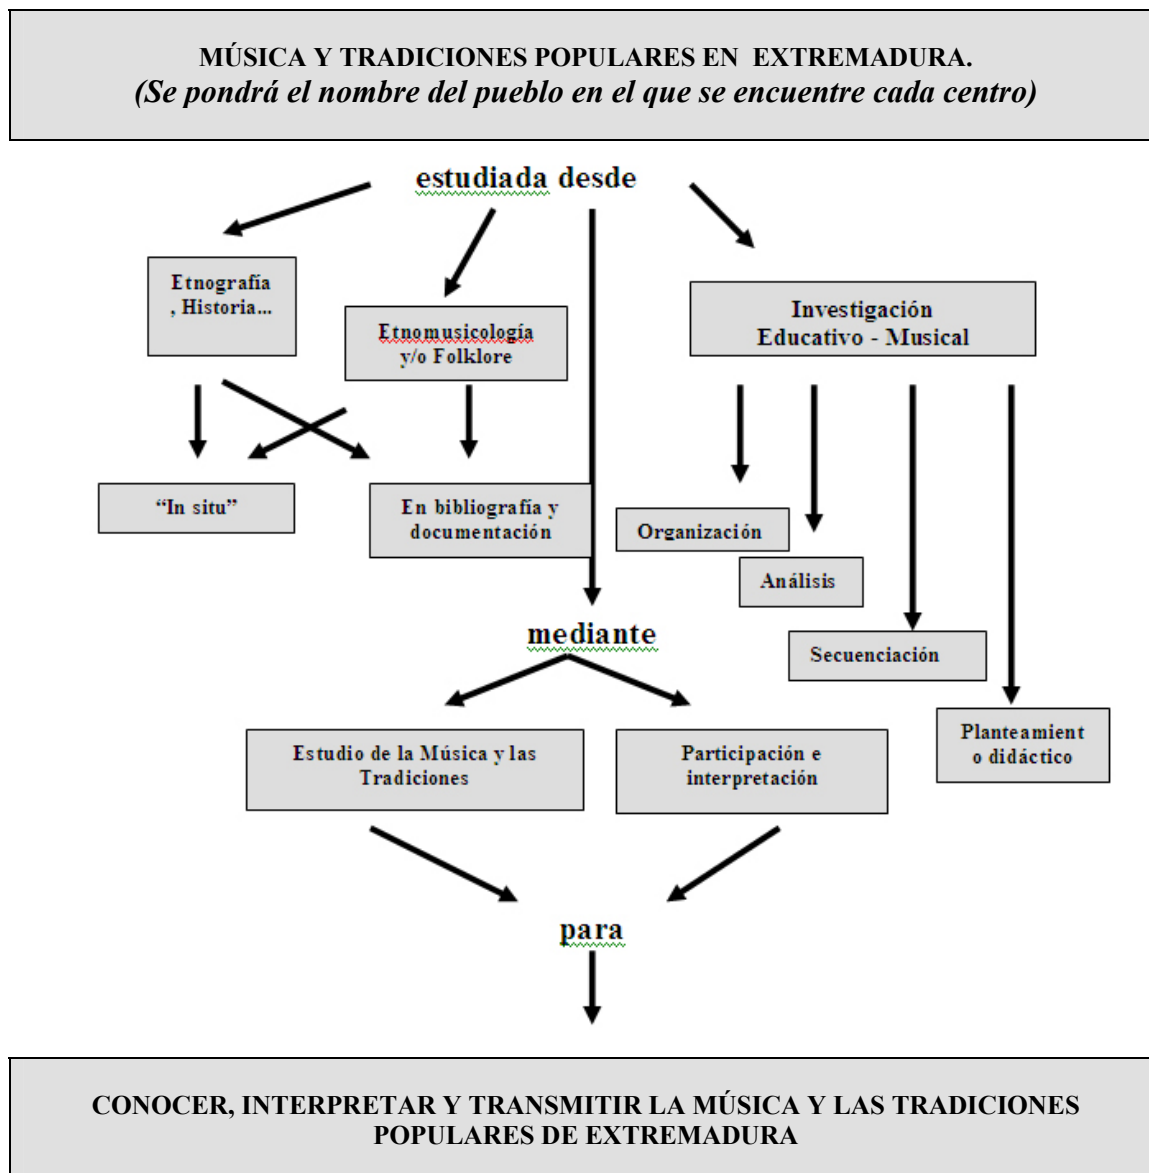 MÚSICA Y TRADICIONES POPULARES EN EXTREMADURA.
(Se pondrá el nombre del pueblo en el que se encuentre cada centro)
estudiada desde
Etnografía
, Historia...
Etnomusicología
y/o Folklore
Investigación
Educativo - Musical
“In situ”
En bibliografía y
documentación
Organización
Análisis
mediante
Secuenciación
Planteamient
o didáctico
Estudio de la Música y las
Tradiciones
Participación e
interpretación
para
CONOCER, INTERPRETAR Y TRANSMITIR LA MÚSICA Y LAS TRADICIONES
POPULARES DE EXTREMADURA